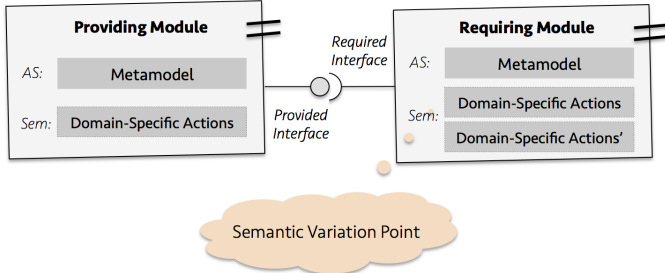 Providing Module
AS:
Metamodel
Sem:
Domain-Specific Actions
Required
Interface
Provided
Interface
Requiring Module
AS:
Metamodel
Sem:
Domain-Specific Actions
Domain-Specific Actions’
Semantic Variation Point